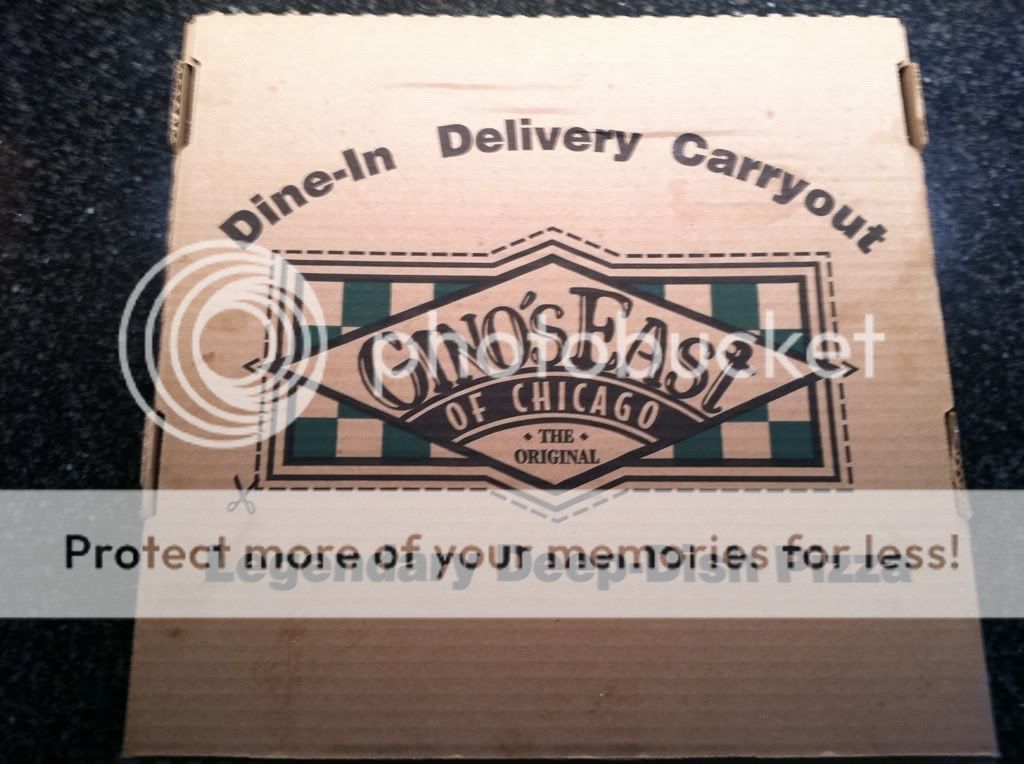 Dine-In Delivery Carryout
GINO'S EAST
OF CHICAGO
• THE •
ORIGINAL
photobucket
Protect more of your memories for less!
Legendary Deep-Dish Pizza